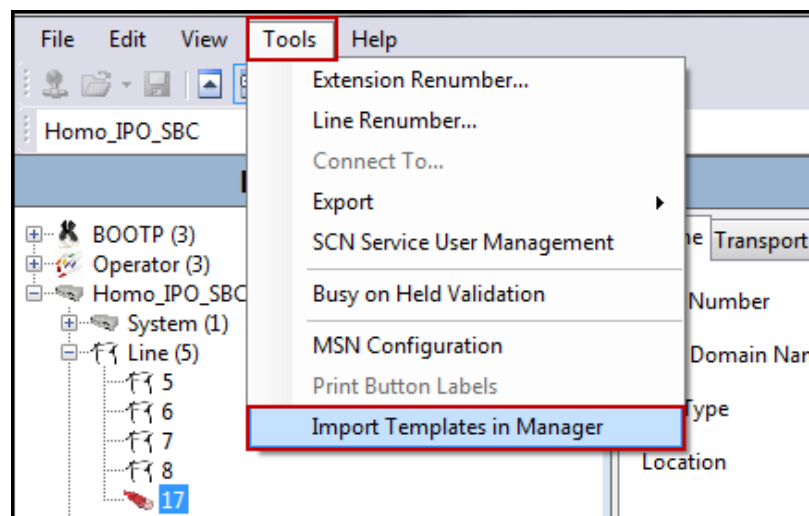 File Edit View Tools Help
Extension Renumber...
Homo_IPO_SBC
Line Renumber...
Connect To...
Export
SCN Service User Management
Busy on Held Validation
MSN Configuration
Print Button Labels
Import Templates in Manager
BOOTP (3)
Operator (3)
Homo_IPO_SBC
System (1)
Line (5)
5
6
7
8
17
Transport
Number
Domain
Type
Location